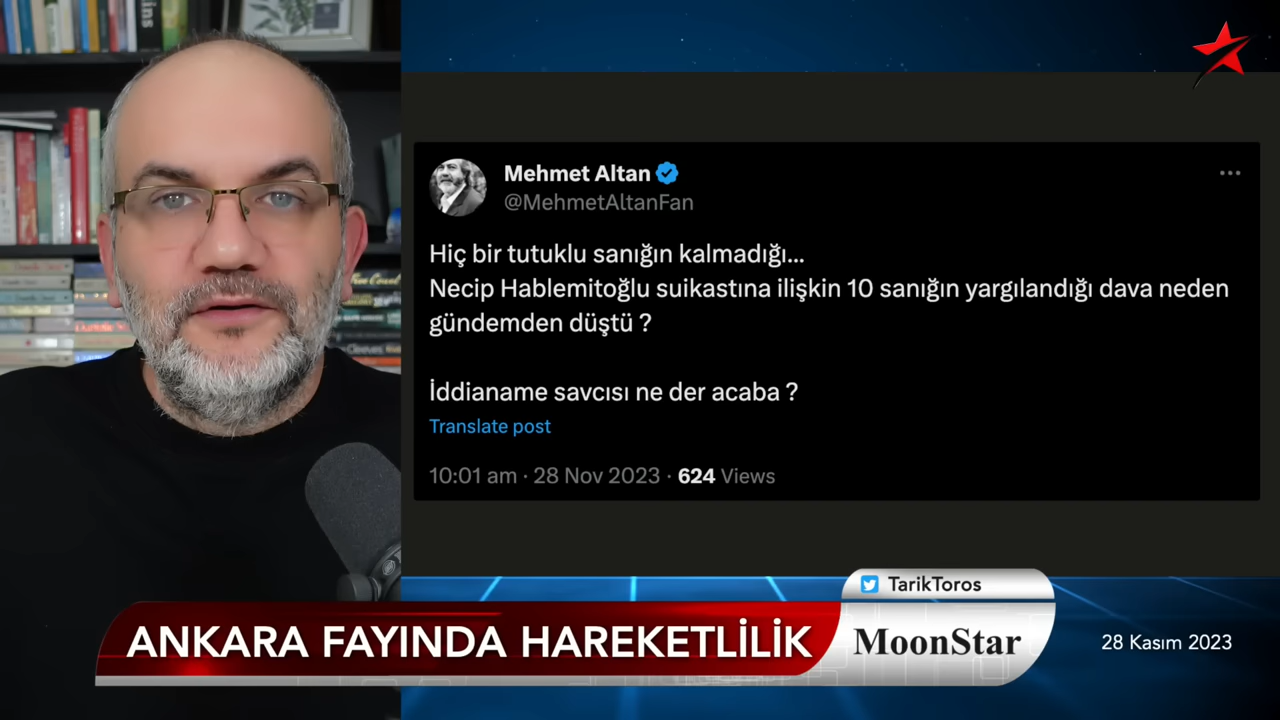 Mehmet Altan
@MehmetAltanFan
Hiç bir tutuklu sanığın kalmadığı...
Necip Hablemitoğlu suikastına ilişkin 10 sanığın yargılandığı dava neden
gündemden düştü ?
İddianame savcısı ne der acaba ?
Translate post
10:01 am · 28 Nov 2023 · 624 Views
TarikToros
ANKARA FAYINDA HAREKETLİLİK
MoonStar
28 Kasım 2023